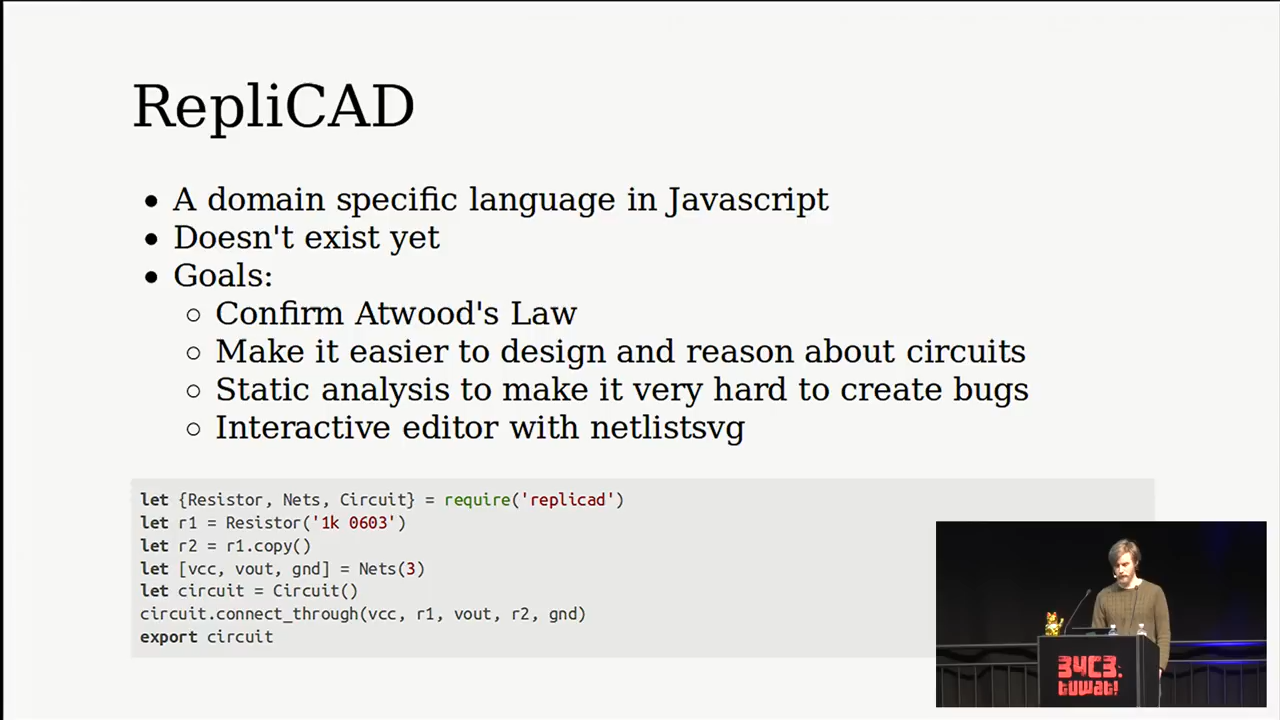 RepliCAD
A domain specific language in Javascript
Doesn't exist yet
Goals:
Confirm Atwood's Law
Make it easier to design and reason about circuits
Static analysis to make it very hard to create bugs
Interactive editor with netlistsvg
let {Resistor, Nets, Circuit} = require('replicad')
let r1 = Resistor('1k 0603')
let r2 = r1.copy()
let [vcc, vout, gnd] = Nets(3)
let circuit = Circuit()
circuit.connect_through(vcc, r1, vout, r2, gnd)
export circuit
34C3:
tuwat!